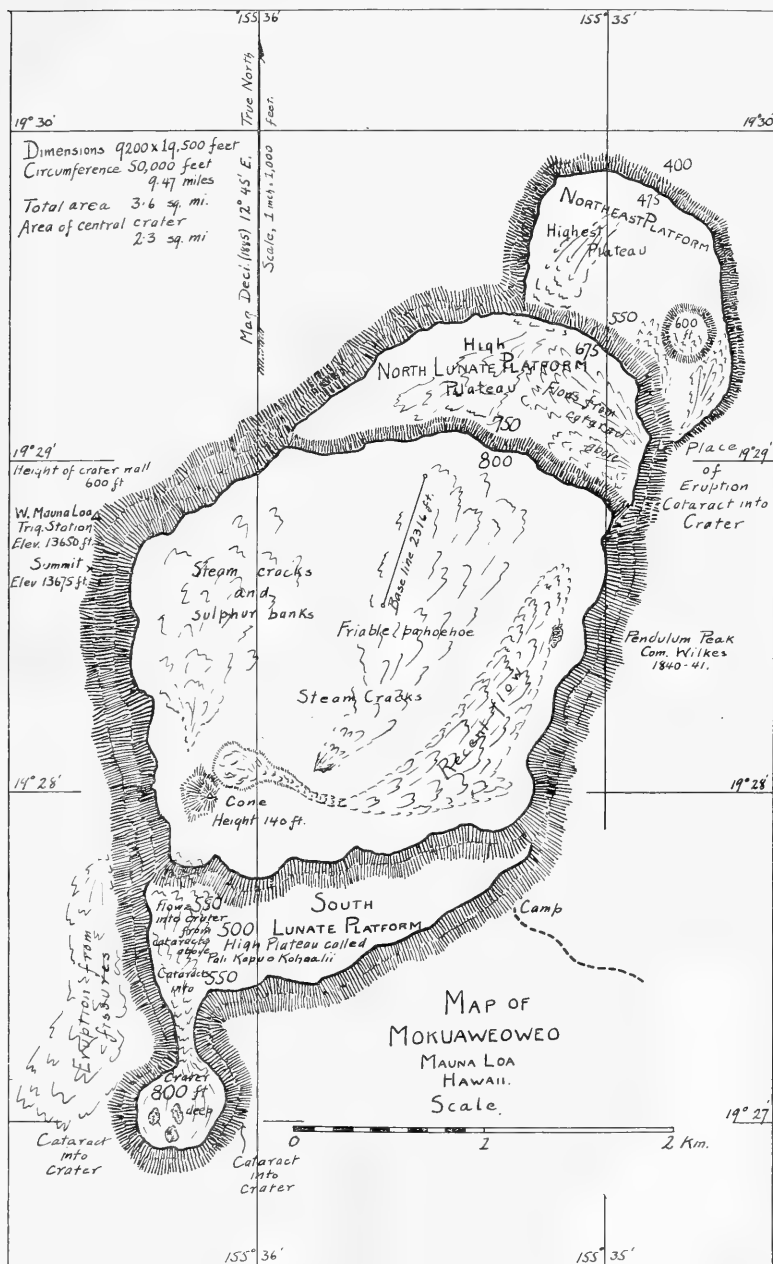 155° 36'
155° 35'
True North
Mag Decl. (1885) 12° 45' E.
Scale, 1 inch = 1,000 feet.
19° 30
19° 30
Dimensions 9200 x 19,500 feet
Circumference 50,000 feet
9.47 miles
Total area 3.6 sq. mi.
Area of central crater
2.3 sq. mi
400
475
NORTHEAST PLATFORM
Highest
Plateau
550
600
ft
High
675
NORTH LUNATE PLATFORM
Plateau
Flows from
cataract
above
750
800
19° 29'
19° 29'
Height of crater wall
600 ft
Place
of
Eruption
Cataract into
Crater
W. Mauna Loa
Trig. Station
Elev. 13650 ft.
Summit
Elev 13675 ft.
Base line 2316 ft.
Steam cracks
and
sulphur banks
Friable pahoehoe
Pendulum Peak
Com. Wilkes
1840-41.
Steam Cracks
Recent flow
19° 28'
19° 28'
Cone
Height 140 ft.
Flows 550
into crater
from
cataracts
above
SOUTH
500 LUNATE PLATFORM
High Plateau called
Pali Kapu o Kohaalii
Cataract
into
550
Camp
Eruption from
fissures
Crater
800 ft
deep
MAP OF
MOKUAWEOWEO
MAUNA LOA
HAWAII.
Scale.
0 1 2 Km.
19° 27'
Cataract
into
Crater
Cataract
into
Crater
155° 36'
155° 35'